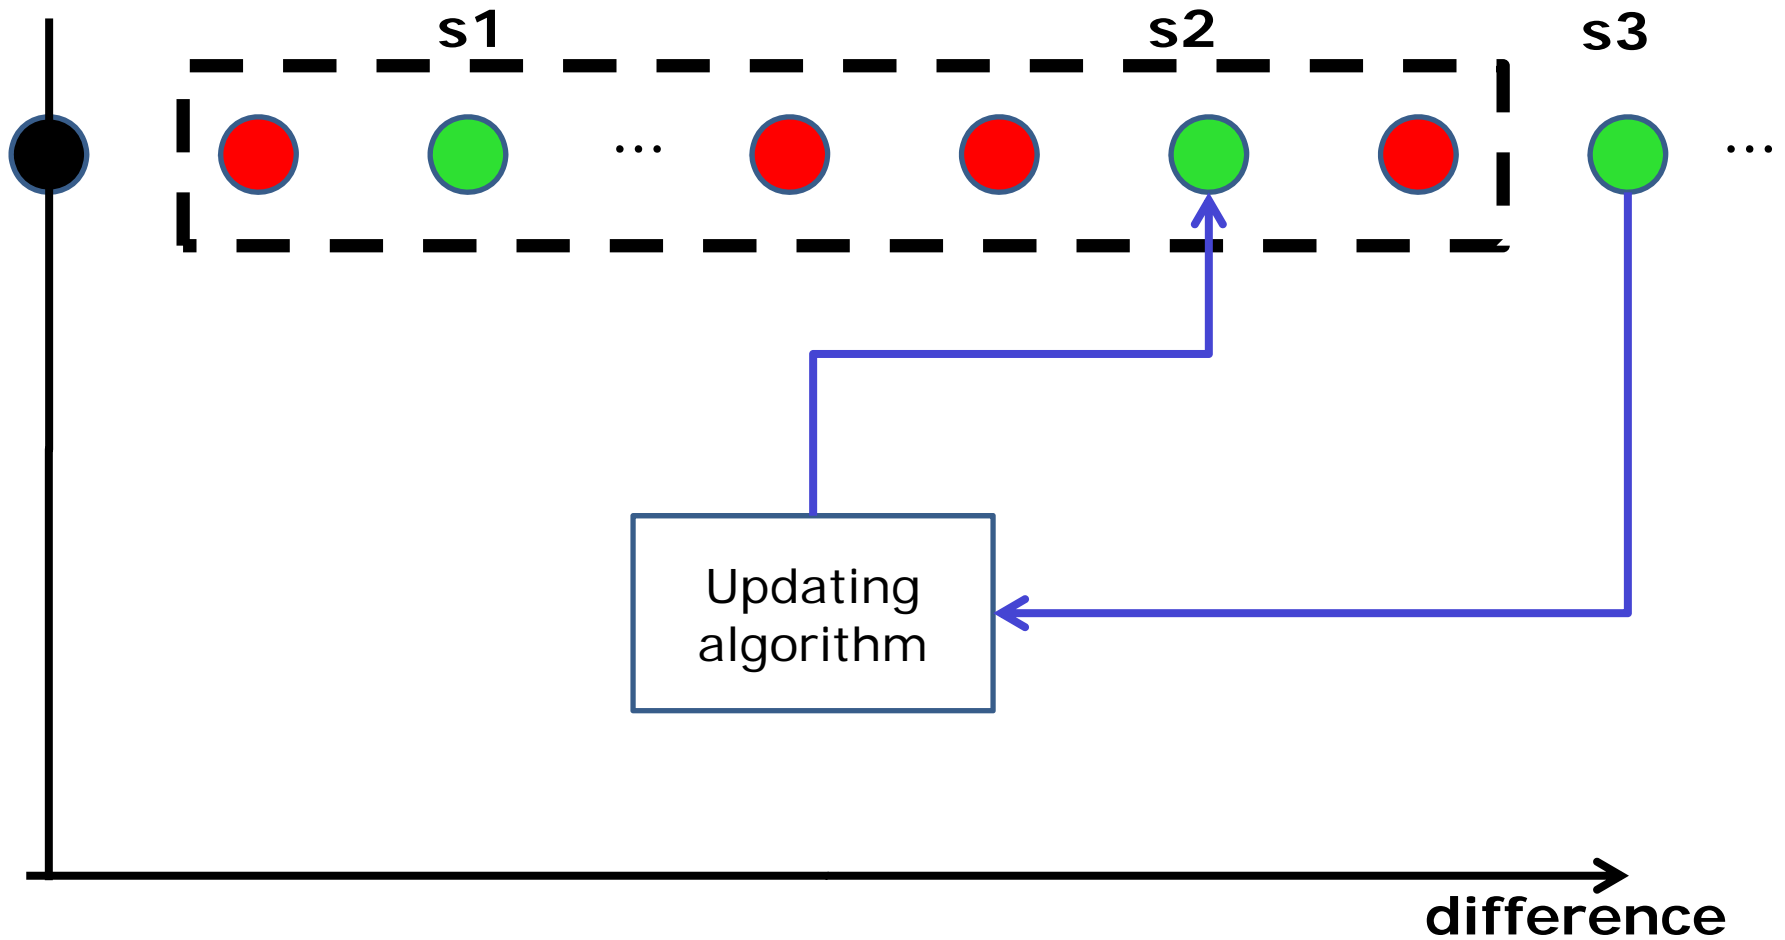 s1
s2
s3
...
...
Updating
algorithm
difference